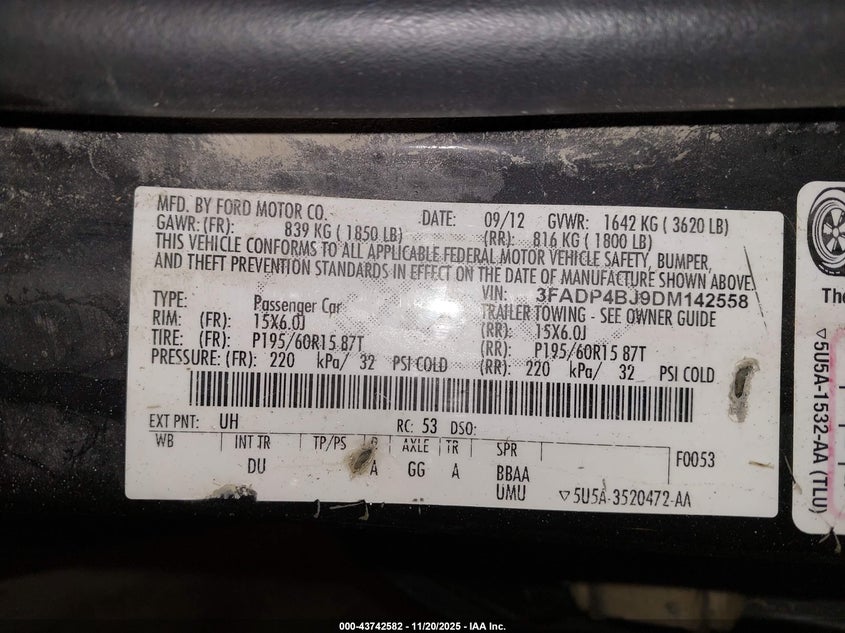 MFD. BY FORD MOTOR CO. DATE: 09/12 GVWR: 1642 KG ( 3620 LB)
GAWR: (FR): 839 KG ( 1850 LB) (RR): 816 KG ( 1800 LB)
THIS VEHICLE CONFORMS TO ALL APPLICABLE FEDERAL MOTOR VEHICLE SAFETY, BUMPER,
AND THEFT PREVENTION STANDARDS IN EFFECT ON THE DATE OF MANUFACTURE SHOWN ABOVE.
VIN: 3FADP4BJ9DM142558
TYPE: Passenger Car TRAILER TOWING - SEE OWNER GUIDE
RIM: (FR): 15X6.0J (RR): 15X6.0J
TIRE: (FR): P195/60R15 87T (RR): P195/60R15 87T
PRESSURE: (FR): 220 kPa/ 32 PSI COLD (RR): 220 kPa/ 32 PSI COLD
EXT PNT: UH RC: 53 DSO:
WB INT TR TP/PS R AXLE TR SPR F0053
DU A GG A BBAA
UMU ▽5U5A-3520472-AA
The
▽5U5A-1532-AA (TLU)
000-43742582 - 11/20/2025 - IAA Inc.